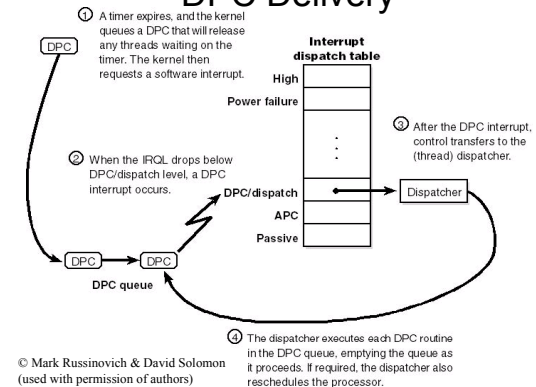 DPC Delivery
① A timer expires, and the kernel
queues a DPC that will release
any threads waiting on the
timer. The kernel then
requests a software interrupt.
DPC
Interrupt
dispatch table
High
Power failure
③ After the DPC interrupt,
control transfers to the
(thread) dispatcher.
② When the IRQL drops below
DPC/dispatch level, a DPC
interrupt occurs.
DPC/dispatch
Dispatcher
APC
Passive
DPC
DPC
DPC queue
④ The dispatcher executes each DPC routine
in the DPC queue, emptying the queue as
it proceeds. If required, the dispatcher also
reschedules the processor.
© Mark Russinovich & David Solomon
(used with permission of authors)